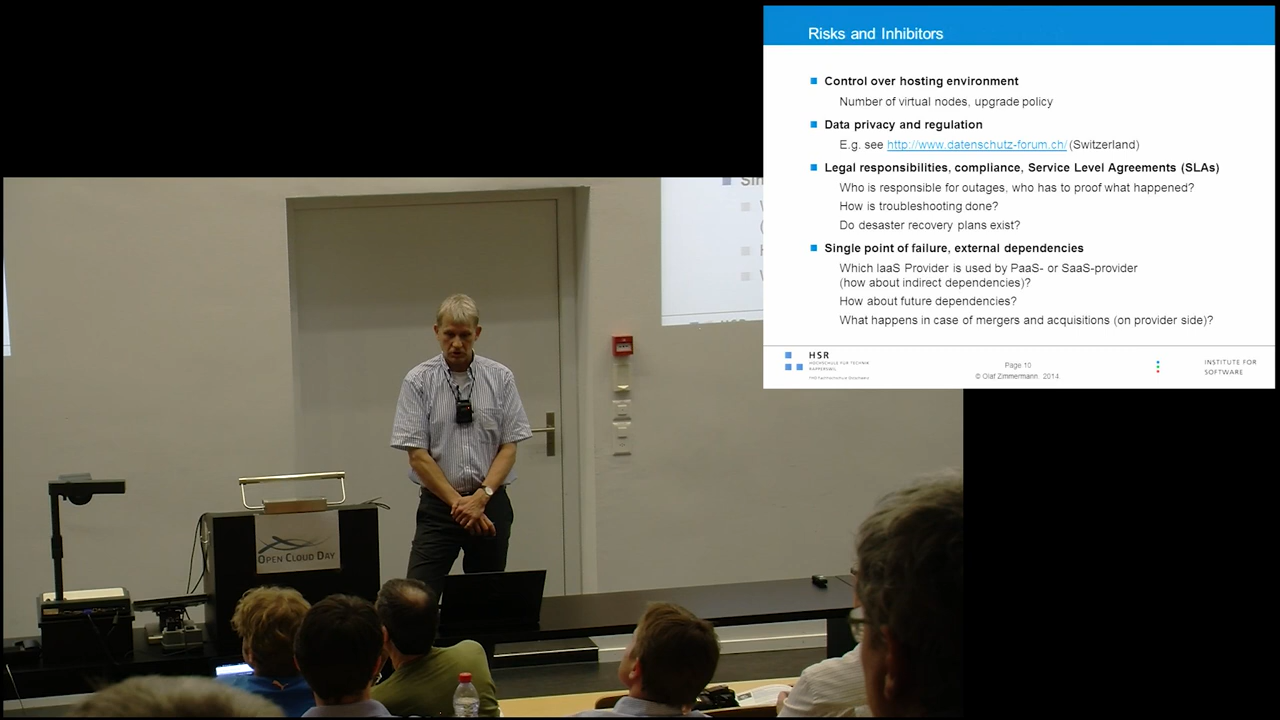 Risks and Inhibitors
Control over hosting environment
Number of virtual nodes, upgrade policy
Data privacy and regulation
E.g. see http://www.datenschutz-forum.ch/ (Switzerland)
Legal responsibilities, compliance, Service Level Agreements (SLAs)
Who is responsible for outages, who has to proof what happened?
How is troubleshooting done?
Do desaster recovery plans exist?
Single point of failure, external dependencies
Which IaaS Provider is used by PaaS- or SaaS-provider
(how about indirect dependencies)?
How about future dependencies?
What happens in case of mergers and acquisitions (on provider side)?
HSR
HOCHSCHULE FÜR TECHNIK
RAPPERSWIL
Page 10
© Olaf Zimmermann 2014
INSTITUTE FOR
SOFTWARE
OPEN CLOUD DAY